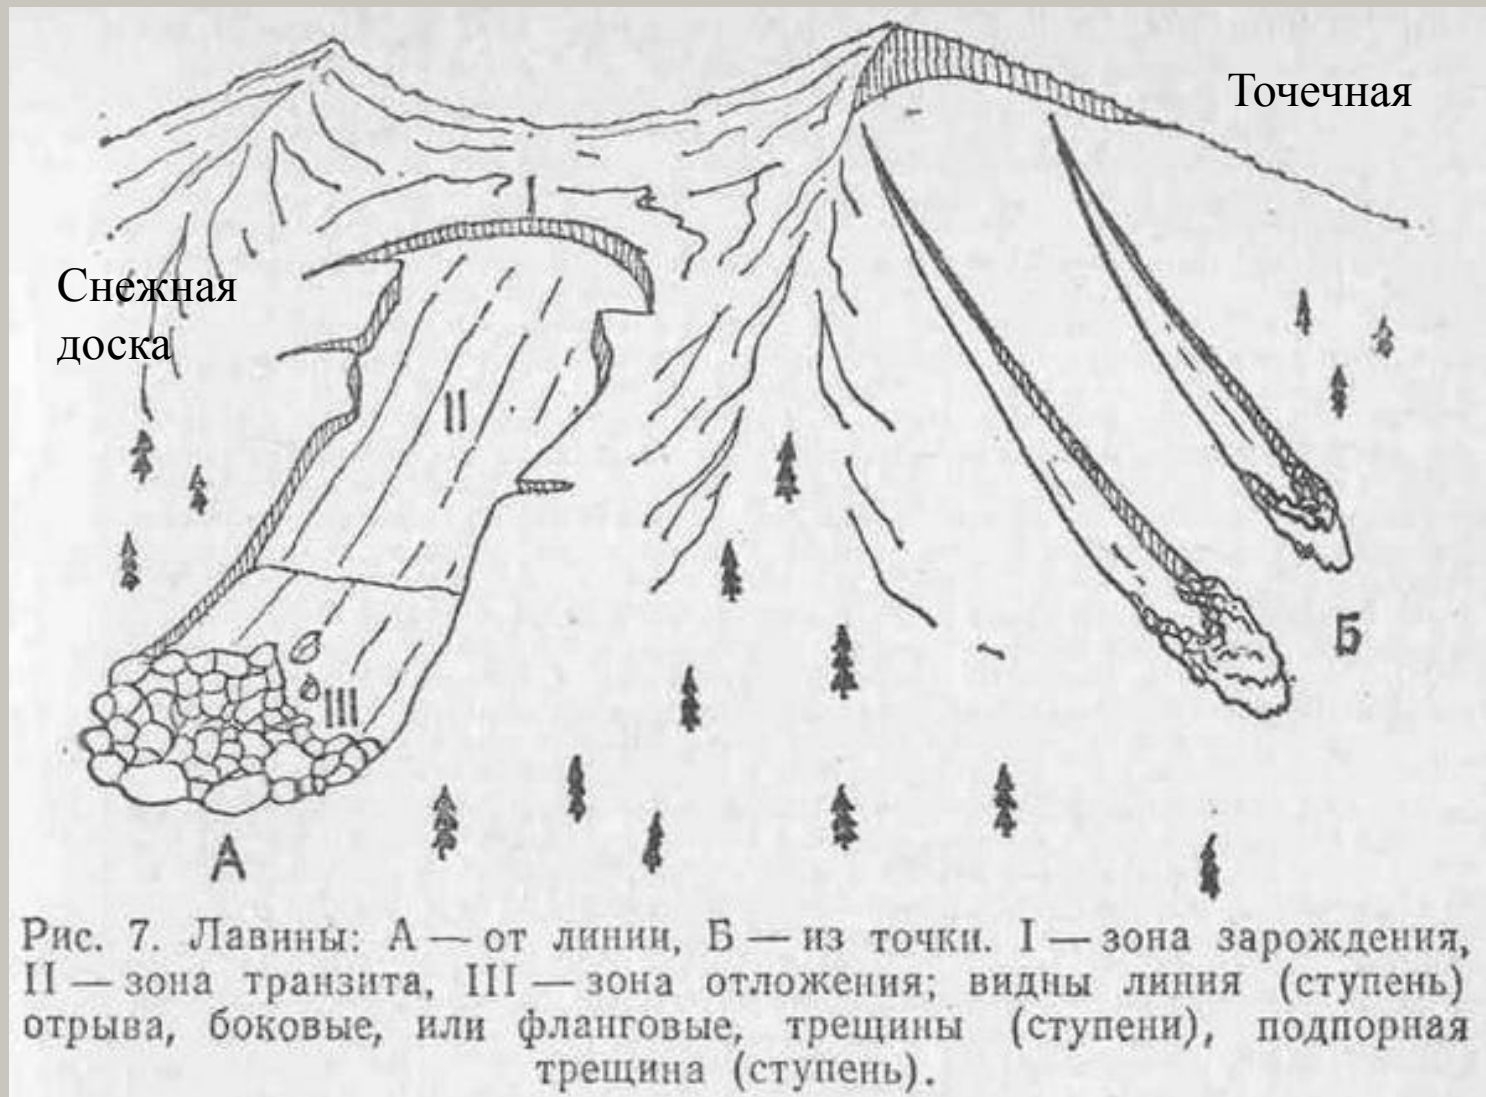 Точечная
I
Снежная
доска
II
Б
III
А
Рис. 7. Лавины: А — от линии, Б — из точки. I — зона зарождения,
II — зона транзита, III — зона отложения; видны линия (ступень)
отрыва, боковые, или фланговые, трещины (ступени), подпорная
трещина (ступень).